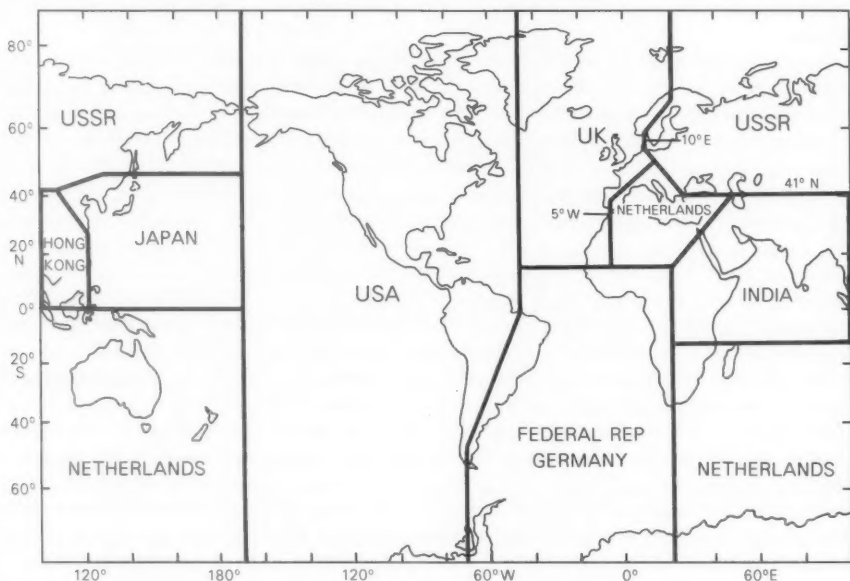 80°
USSR
60°
UK
10°E
USSR
40°
41° N
5° W
NETHERLANDS
HONG
KONG
JAPAN
20°
N
USA
INDIA
0°
20°
S
40°
FEDERAL REP
GERMANY
NETHERLANDS
NETHERLANDS
60°
120°
180°
120°
60°W
0°
60°E